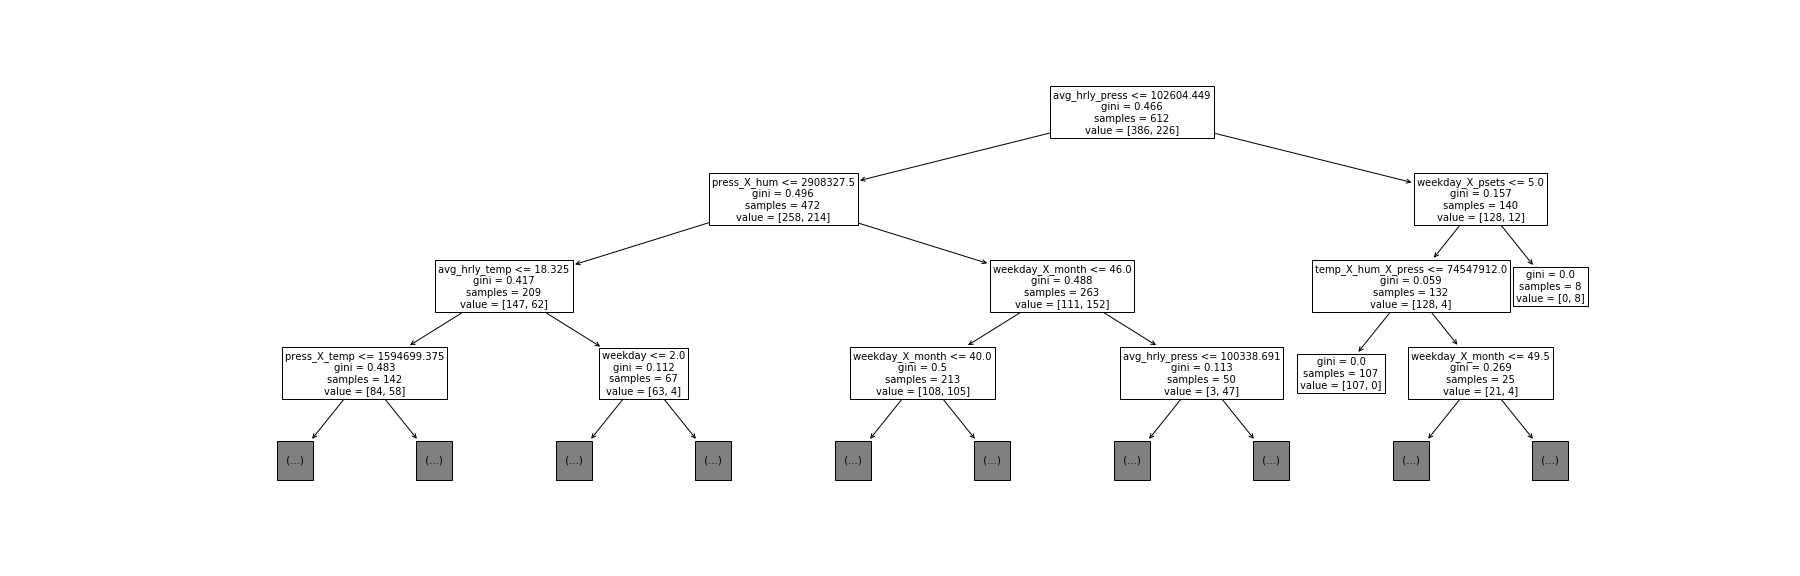 avg_hrly_press <= 102604.449
gini = 0.466
samples = 612
value = [386, 226]
press_X_hum <= 2908327.5
gini = 0.496
samples = 472
value = [258, 214]
weekday_X_psets <= 5.0
gini = 0.157
samples = 140
value = [128, 12]
avg_hrly_temp <= 18.325
gini = 0.417
samples = 209
value = [147, 62]
weekday_X_month <= 46.0
gini = 0.488
samples = 263
value = [111, 152]
temp_X_hum_X_press <= 74547912.0
gini = 0.059
samples = 132
value = [128, 4]
gini = 0.0
samples = 8
value = [0, 8]
press_X_temp <= 1594699.375
gini = 0.483
samples = 142
value = [84, 58]
weekday <= 2.0
gini = 0.112
samples = 67
value = [63, 4]
weekday_X_month <= 40.0
gini = 0.5
samples = 213
value = [108, 105]
avg_hrly_press <= 100338.691
gini = 0.113
samples = 50
value = [3, 47]
gini = 0.0
samples = 107
value = [107, 0]
weekday_X_month <= 49.5
gini = 0.269
samples = 25
value = [21, 4]
(...)
(...)
(...)
(...)
(...)
(...)
(...)
(...)
(...)
(...)